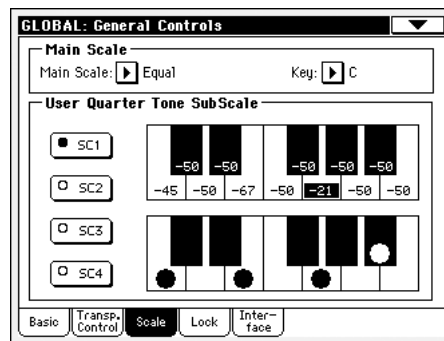 GLOBAL: General Controls
Main Scale
Main Scale: Equal Key: C
User Quarter Tone SubScale
SC1
-50 -50 -50 -50 -50
-45 -50 -67 -50 -21 -50 -50
SC2
SC3
SC4
Basic Transp. Control Scale Lock Inter-
face